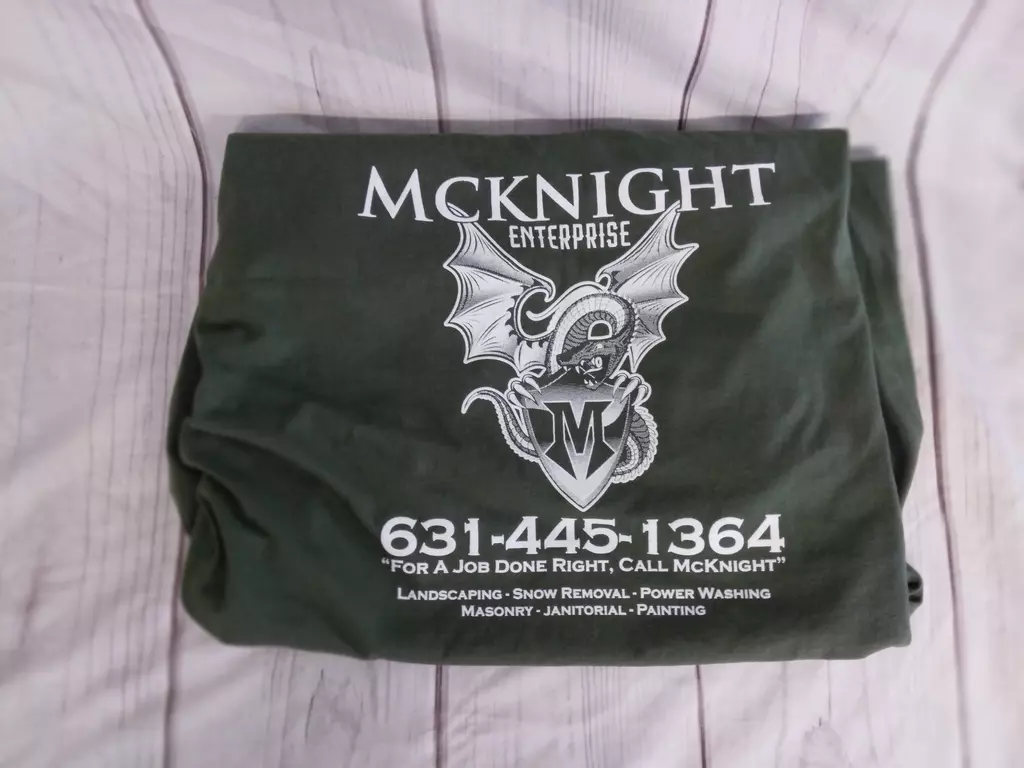 McKnight
ENTERPRISE
M
631-445-1364
"For A Job Done Right, Call McKnight"
Landscaping - Snow Removal - Power Washing
Masonry - Janitorial - Painting